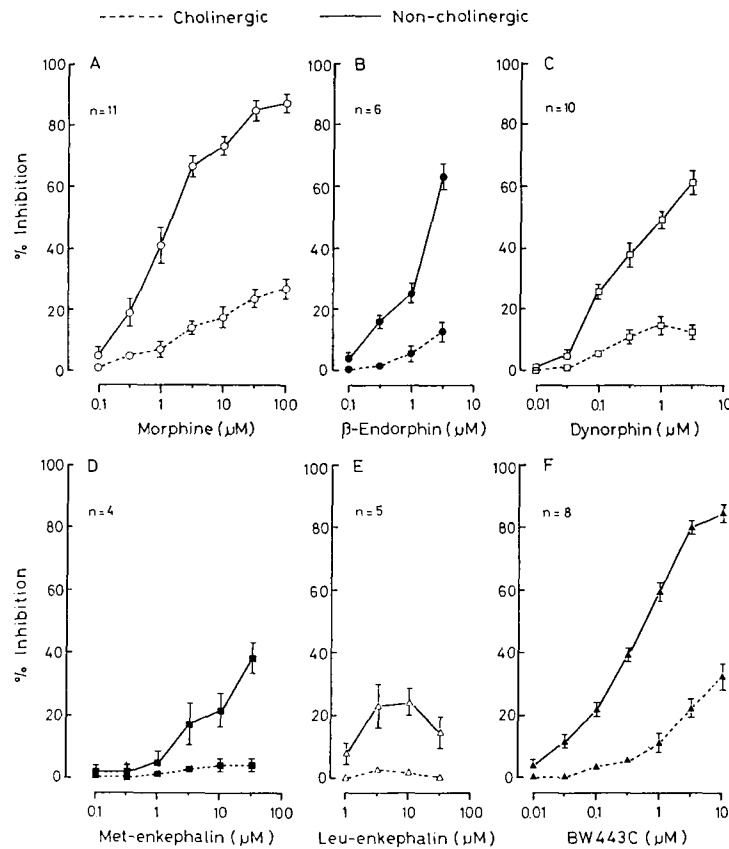 Cholinergic
Non-cholinergic
A
n=11
100
80
60
40
20
0
% Inhibition
0.1
1
10
100
Morphine (µM)
B
n=6
100
80
60
40
20
0
0.1
1
10
β-Endorphin (µM)
C
n=10
100
80
60
40
20
0
0.01
0.1
1
10
Dynorphin (µM)
D
n=4
100
80
60
40
20
0
% Inhibition
0.1
1
10
100
Met-enkephalin (µM)
E
n=5
100
80
60
40
20
0
1
10
100
Leu-enkephalin (µM)
F
n=8
100
80
60
40
20
0
0.01
0.1
1
10
BW443C (µM)